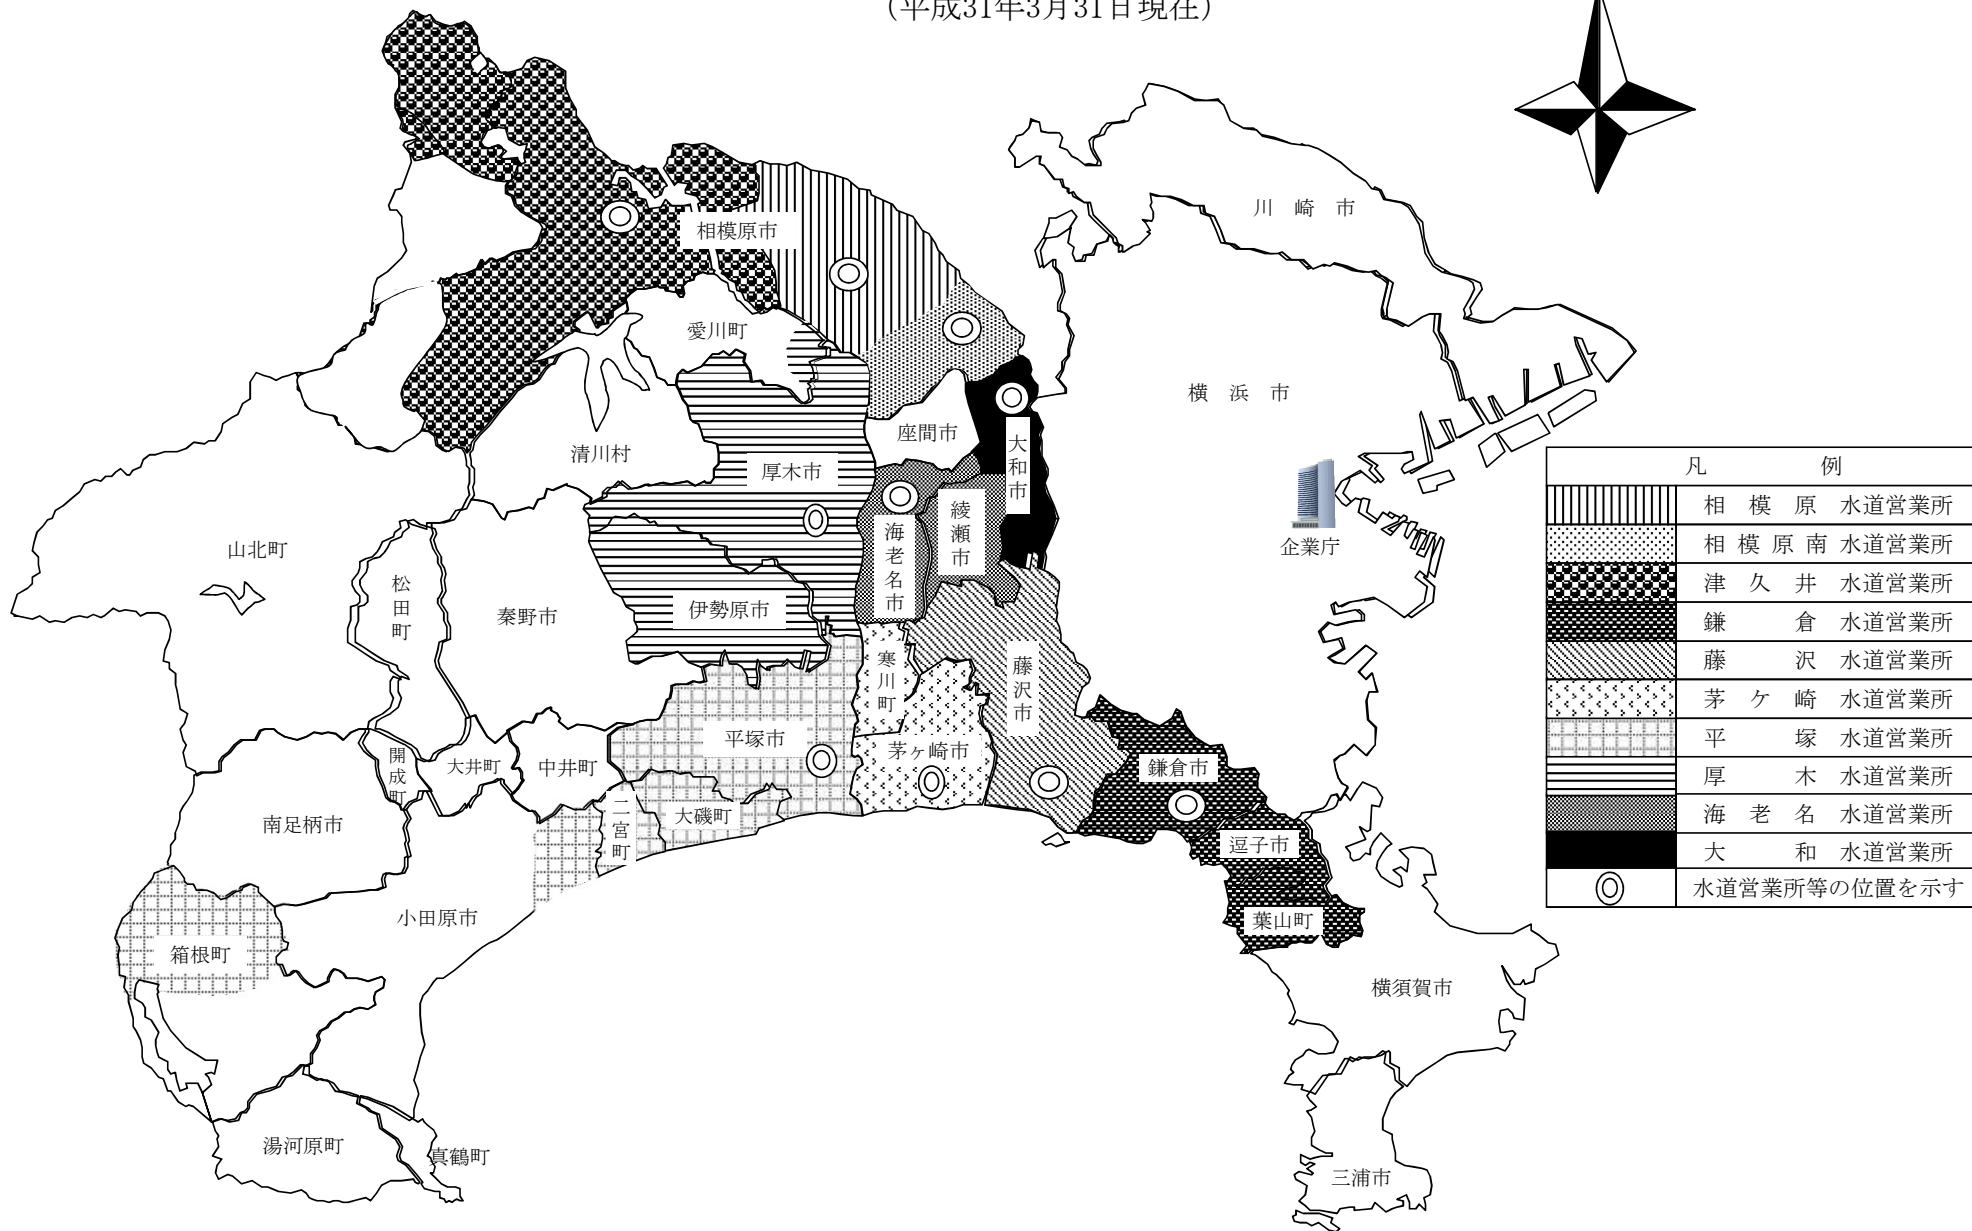 (平成31年3月31日現在)
川崎市
相模原市
愛川町
横浜市
座間市
大和市
清川村
厚木市
綾瀬市
海老名市
企業庁
山北町
松田町
秦野市
伊勢原市
寒川町
藤沢市
平塚市
茅ヶ崎市
開成町
大井町
中井町
鎌倉市
南足柄市
二宮町
大磯町
逗子市
小田原市
葉山町
箱根町
横須賀市
湯河原町
真鶴町
三浦市
凡例
相模原 水道営業所
相模原南 水道営業所
津久井 水道営業所
鎌倉 水道営業所
藤沢 水道営業所
茅ケ崎 水道営業所
平塚 水道営業所
厚木 水道営業所
海老名 水道営業所
大和 水道営業所
水道営業所等の位置を示す